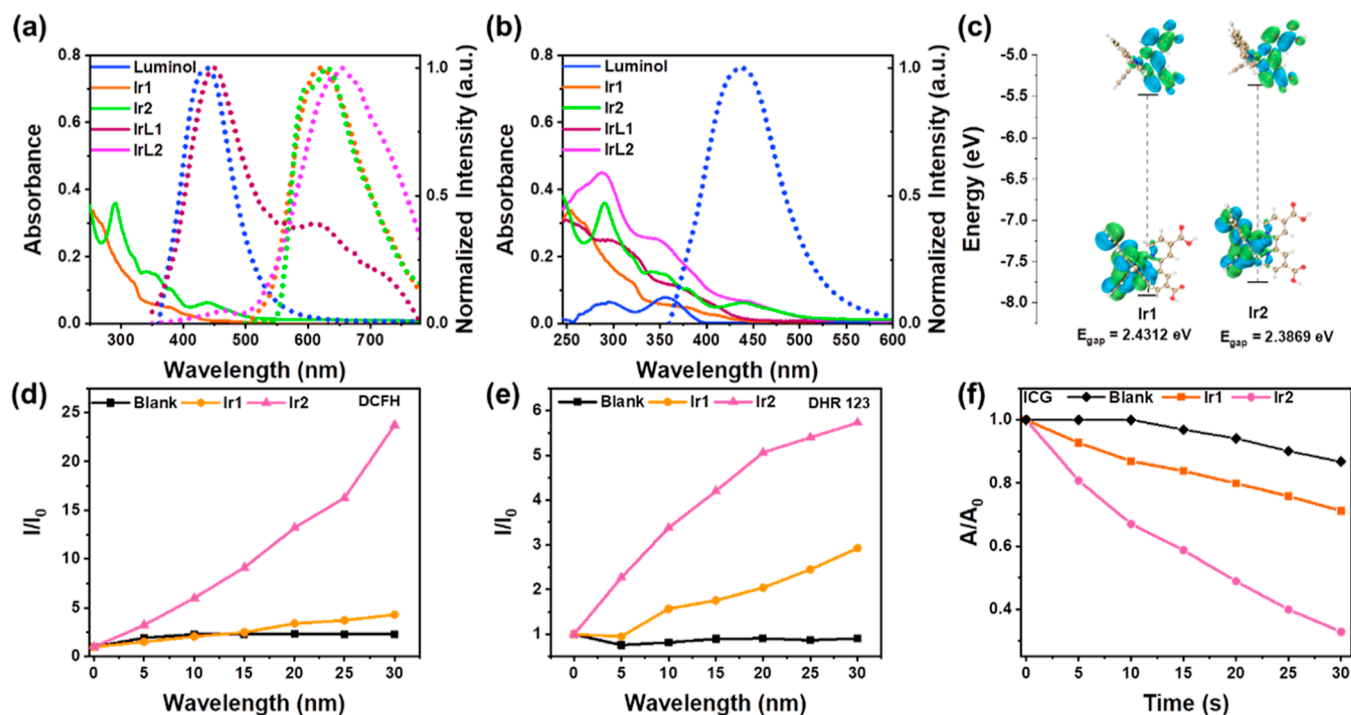 (a)
Absorbance
0.8
0.6
0.4
0.2
0.0
Luminol
Ir1
Ir2
IrL1
IrL2
1.0
0.5
0.0
Normalized Intensity (a.u.)
300 400 500 600 700
Wavelength (nm)
(b)
Absorbance
0.8
0.6
0.4
0.2
0.0
Luminol
Ir1
Ir2
IrL1
IrL2
1.0
0.5
0.0
Normalized Intensity (a.u.)
250 300 350 400 450 500 550 600
Wavelength (nm)
(c)
Energy (eV)
-5.0
-5.5
-6.0
-6.5
-7.0
-7.5
-8.0
Ir1 Ir2
Egap = 2.4312 eV Egap = 2.3869 eV
(d)
I/I0
25
20
15
10
5
0
Blank Ir1 Ir2 DCFH
0 5 10 15 20 25 30
Wavelength (nm)
(e)
I/I0
6
5
4
3
2
1
Blank Ir1 Ir2
DHR 123
0 5 10 15 20 25 30
Wavelength (nm)
(f)
A/A0
1.0
0.8
0.6
0.4
ICG Blank Ir1 Ir2
0 5 10 15 20 25 30
Time (s)